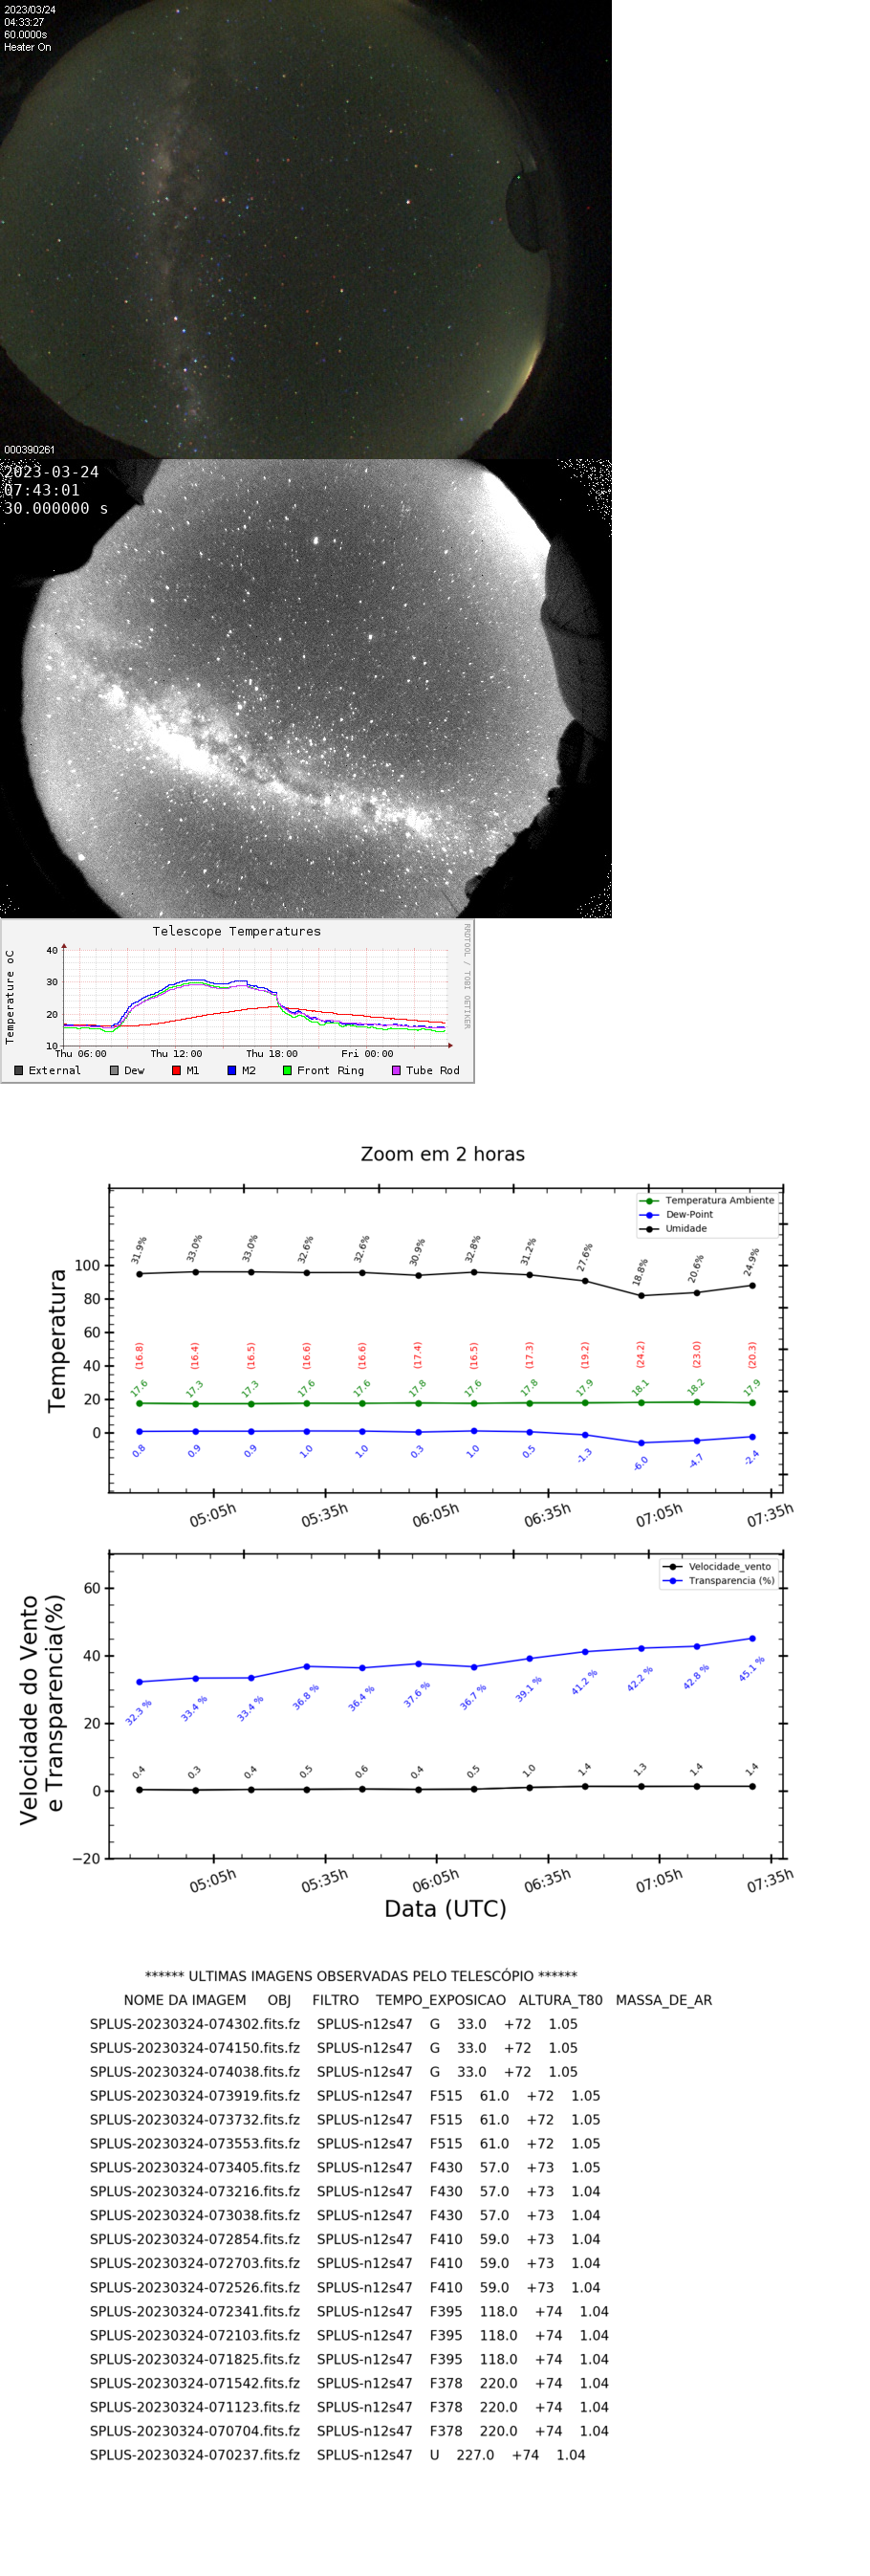 2023/03/24
04:33:27
60.0000s
Heater On
000390261
2023-03-24
07:43:01
30.000000 s
Telescope Temperatures
RRDTOOL / TOBI OETIKER
Temperature oC
40
30
20
10
Thu 06:00 Thu 12:00 Thu 18:00 Fri 00:00
External Dew M1 M2 Front Ring Tube Rod
Zoom em 2 horas
Temperatura Ambiente
Dew-Point
Umidade
Temperatura
100
80
60
40
20
0
31.9% 33.0% 33.0% 32.6% 32.6% 30.9% 32.8% 31.2% 27.6% 18.8% 20.6% 24.9%
(16.8) (16.4) (16.5) (16.6) (16.6) (17.4) (16.5) (17.3) (19.2) (24.2) (23.0) (20.3)
17.6 17.3 17.3 17.6 17.6 17.8 17.6 17.8 17.9 18.1 18.2 17.9
0.8 0.9 0.9 1.0 1.0 0.3 1.0 0.5 -1.3 -6.0 -4.7 -2.4
05:05h 05:35h 06:05h 06:35h 07:05h 07:35h
Velocidade_vento
Transparencia (%)
Velocidade do Vento
e Transparencia(%)
60
40
20
0
−20
32.3 % 33.4 % 33.4 % 36.8 % 36.4 % 37.6 % 36.7 % 39.1 % 41.2 % 42.2 % 42.8 % 45.1 %
0.4 0.3 0.4 0.5 0.6 0.4 0.5 1.0 1.4 1.3 1.4 1.4
05:05h 05:35h 06:05h 06:35h 07:05h 07:35h
Data (UTC)
****** ULTIMAS IMAGENS OBSERVADAS PELO TELESCÓPIO ******
NOME DA IMAGEM OBJ FILTRO TEMPO_EXPOSICAO ALTURA_T80 MASSA_DE_AR
SPLUS-20230324-074302.fits.fz SPLUS-n12s47 G 33.0 +72 1.05
SPLUS-20230324-074150.fits.fz SPLUS-n12s47 G 33.0 +72 1.05
SPLUS-20230324-074038.fits.fz SPLUS-n12s47 G 33.0 +72 1.05
SPLUS-20230324-073919.fits.fz SPLUS-n12s47 F515 61.0 +72 1.05
SPLUS-20230324-073732.fits.fz SPLUS-n12s47 F515 61.0 +72 1.05
SPLUS-20230324-073553.fits.fz SPLUS-n12s47 F515 61.0 +72 1.05
SPLUS-20230324-073405.fits.fz SPLUS-n12s47 F430 57.0 +73 1.05
SPLUS-20230324-073216.fits.fz SPLUS-n12s47 F430 57.0 +73 1.04
SPLUS-20230324-073038.fits.fz SPLUS-n12s47 F430 57.0 +73 1.04
SPLUS-20230324-072854.fits.fz SPLUS-n12s47 F410 59.0 +73 1.04
SPLUS-20230324-072703.fits.fz SPLUS-n12s47 F410 59.0 +73 1.04
SPLUS-20230324-072526.fits.fz SPLUS-n12s47 F410 59.0 +73 1.04
SPLUS-20230324-072341.fits.fz SPLUS-n12s47 F395 118.0 +74 1.04
SPLUS-20230324-072103.fits.fz SPLUS-n12s47 F395 118.0 +74 1.04
SPLUS-20230324-071825.fits.fz SPLUS-n12s47 F395 118.0 +74 1.04
SPLUS-20230324-071542.fits.fz SPLUS-n12s47 F378 220.0 +74 1.04
SPLUS-20230324-071123.fits.fz SPLUS-n12s47 F378 220.0 +74 1.04
SPLUS-20230324-070704.fits.fz SPLUS-n12s47 F378 220.0 +74 1.04
SPLUS-20230324-070237.fits.fz SPLUS-n12s47 U 227.0 +74 1.04